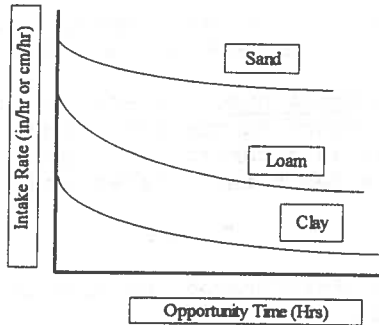 Intake Rate (in/hr or cm/hr)
Sand
Loam
Clay
Opportunity Time (Hrs)